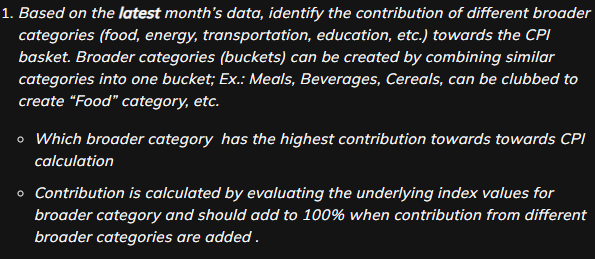 1. Based on the latest month's data, identify the contribution of different broader
categories (food, energy, transportation, education, etc.) towards the CPI
basket. Broader categories (buckets) can be created by combining similar
categories into one bucket; Ex.: Meals, Beverages, Cereals, can be clubbed to
create "Food" category, etc.
○ Which broader category has the highest contribution towards towards CPI
calculation
○ Contribution is calculated by evaluating the underlying index values for
broader category and should add to 100% when contribution from different
broader categories are added .